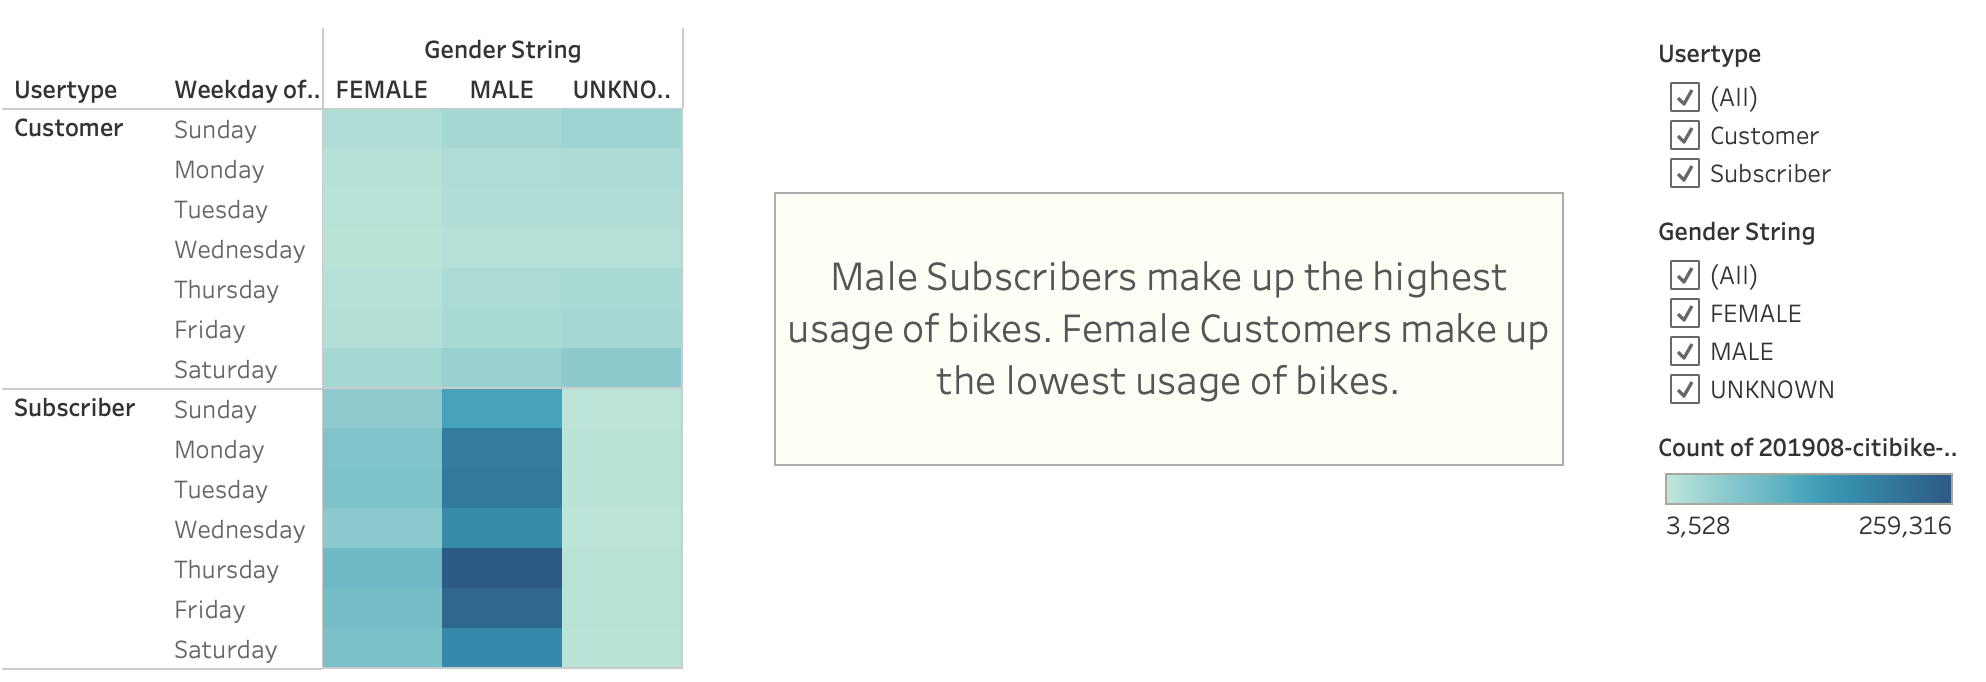 Gender String
Usertype Weekday of.. FEMALE MALE UNKNO..
Customer Sunday
Monday
Tuesday
Wednesday
Thursday
Friday
Saturday
Subscriber Sunday
Monday
Tuesday
Wednesday
Thursday
Friday
Saturday
Male Subscribers make up the highest
usage of bikes. Female Customers make up
the lowest usage of bikes.
Usertype
(All)
Customer
Subscriber
Gender String
(All)
FEMALE
MALE
UNKNOWN
Count of 201908-citibike-..
3,528 259,316